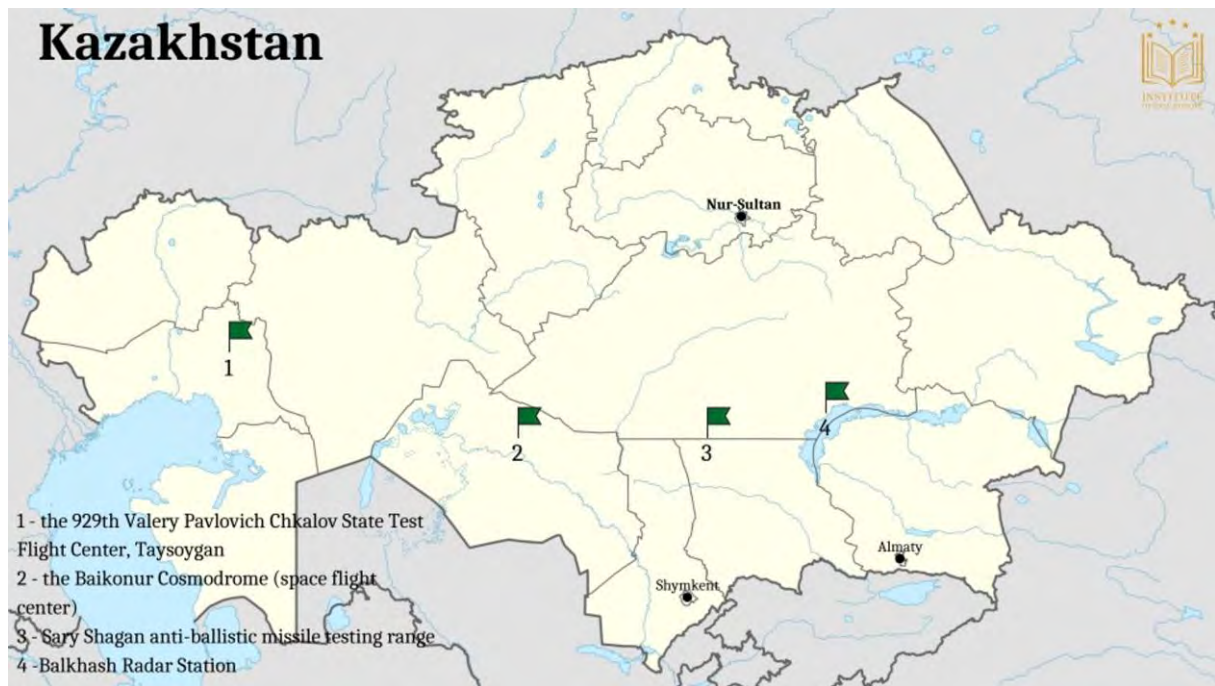 Kazakhstan
Nur-Sultan
1
2
3
4
Almaty
Shymkent
1 - the 929th Valery Pavlovich Chkalov State Test
Flight Center, Taysoygan
2 - the Baikonur Cosmodrome (space flight
center)
3 - Sary Shagan anti-ballistic missile testing range
4 -Balkhash Radar Station